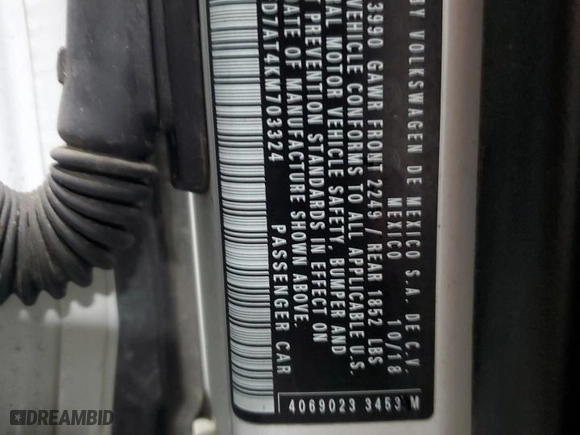 BY VOLKSWAGEN DE MEXICO S.A. DE C.V.
MEXICO 10/18
3990 GAWR FRONT 2249 / REAR 1852 LBS
VEHICLE CONFORMS TO ALL APPLICABLE U.S.
MOTOR VEHICLE SAFETY, BUMPER AND
PREVENTION STANDARDS IN EFFECT ON
DATE OF MANUFACTURE SHOWN ABOVE.
D7AT4KM703324 PASSENGER CAR
4069023 3453 M
DREAMBID